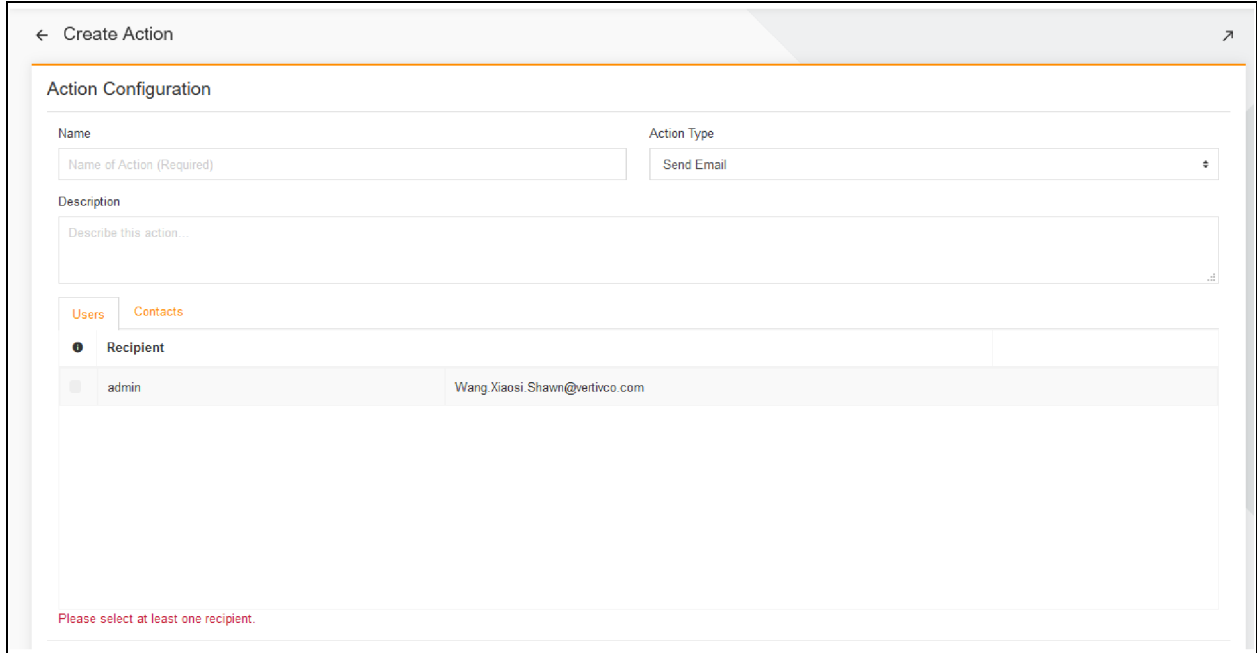 Create Action
Action Configuration
Name
Action Type
Name of Action (Required)
Send Email
Description
Describe this action...
Users
Contacts
Recipient
admin
Wang.Xiaosi.Shawn@vertivco.com
Please select at least one recipient.